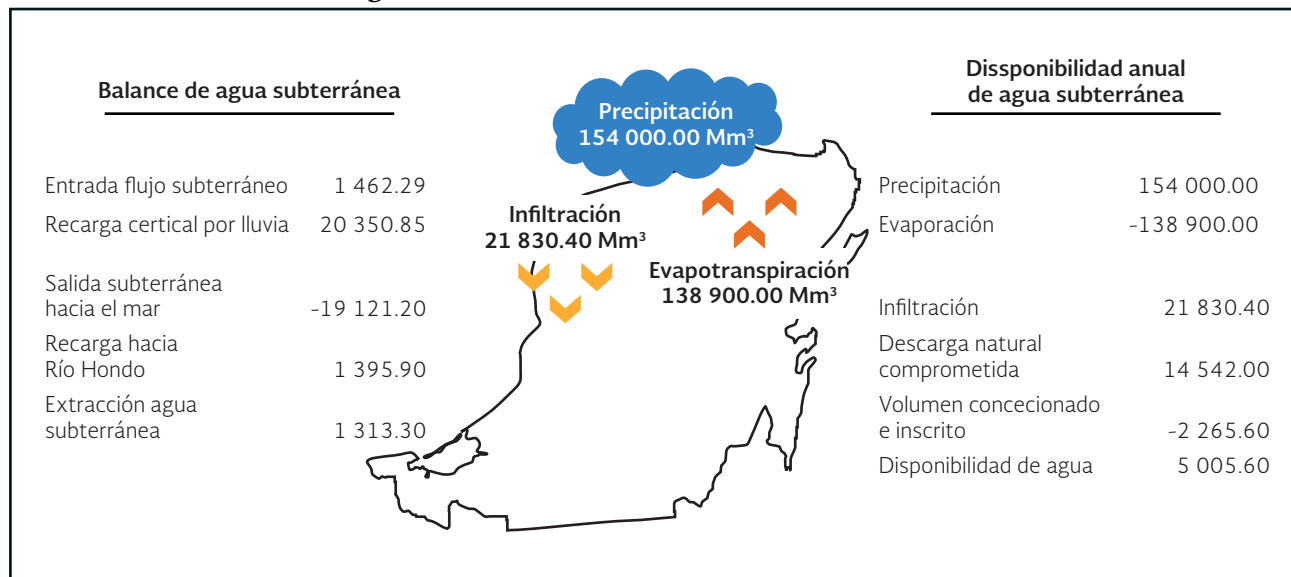 Balance de agua subterránea
Entrada flujo subterráneo 1 462.29
Recarga certical por lluvia 20 350.85
Salida subterránea
hacia el mar -19 121.20
Recarga hacia
Río Hondo 1 395.90
Extracción agua
subterránea 1 313.30
Precipitación
154 000.00 Mm³
Infiltración
21 830.40 Mm³
Evapotranspiración
138 900.00 Mm³
Dissponibilidad anual
de agua subterránea
Precipitación 154 000.00
Evaporación -138 900.00
Infiltración 21 830.40
Descarga natural
comprometida 14 542.00
Volumen concecionado
e inscrito -2 265.60
Disponibilidad de agua 5 005.60